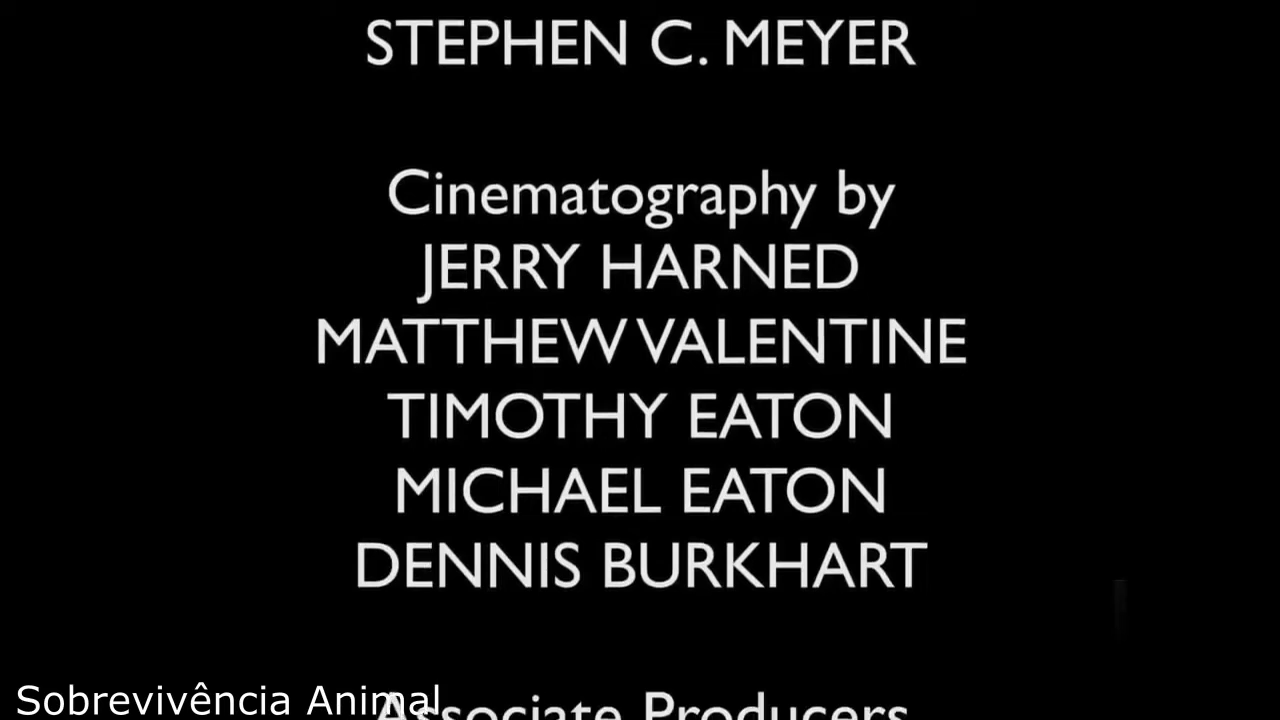 STEPHEN C. MEYER
Cinematography by
JERRY HARNED
MATTHEW VALENTINE
TIMOTHY EATON
MICHAEL EATON
DENNIS BURKHART
Associate Producers
Sobrevivência Animal